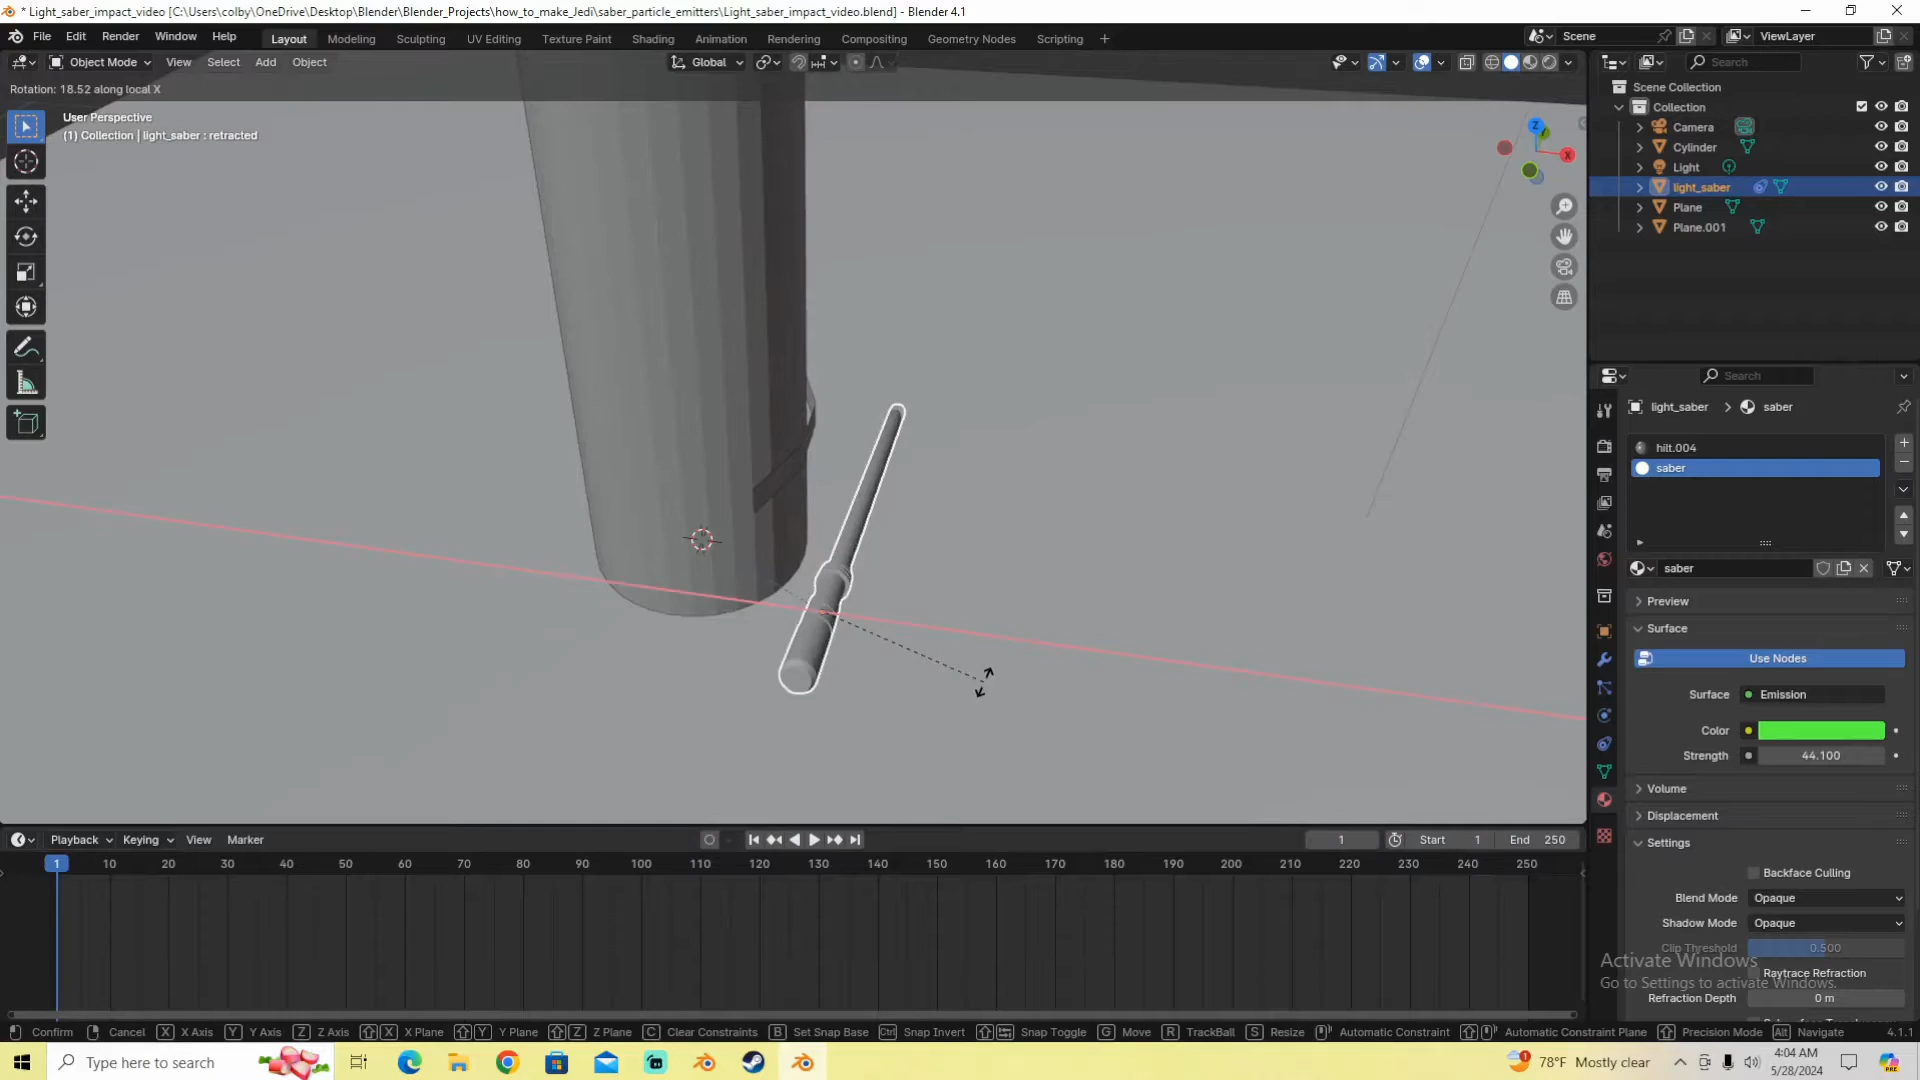 * Light_saber_impact_video [C:\Users\colby\OneDrive\Desktop\Blender\Blender_Projects\how_to_make_Jedi\saber_particle_emitters\Light_saber_impact_video.blend] - Blender 4.1
File Edit Render Window Help Layout Modeling Sculpting UV Editing Texture Paint Shading Animation Rendering Compositing Geometry Nodes Scripting + Scene ViewLayer
Object Mode View Select Add Object Global Search
Rotation: 18.52 along local X
User Perspective
(1) Collection | light_saber : retracted
Z
X
Scene Collection
Collection
Camera
Cylinder
Light
light_saber
Plane
Plane.001
Search
light_saber > saber
hilt.004
saber
saber
Preview
Surface
Use Nodes
Surface Emission
Color
Strength 44.100
Volume
Displacement
Settings
Backface Culling
Blend Mode Opaque
Shadow Mode Opaque
Clip Threshold 0.500
Raytrace Refraction
Refraction Depth 0 m
Activate Windows
Go to Settings to activate Windows.
Playback Keying View Marker 1 Start 1 End 250
1 10 20 30 40 50 60 70 80 90 100 110 120 130 140 150 160 170 180 190 200 210 220 230 240 250
Confirm Cancel X X Axis Y Y Axis Z Z Axis X X Plane Y Y Plane Z Z Plane C Clear Constraints B Set Snap Base Ctrl Snap Invert Snap Toggle G Move R TrackBall S Resize Automatic Constraint Automatic Constraint Plane Precision Mode Alt Navigate 4.1.1
Type here to search 1 78°F Mostly clear 4:04 AM
5/28/2024
PRE